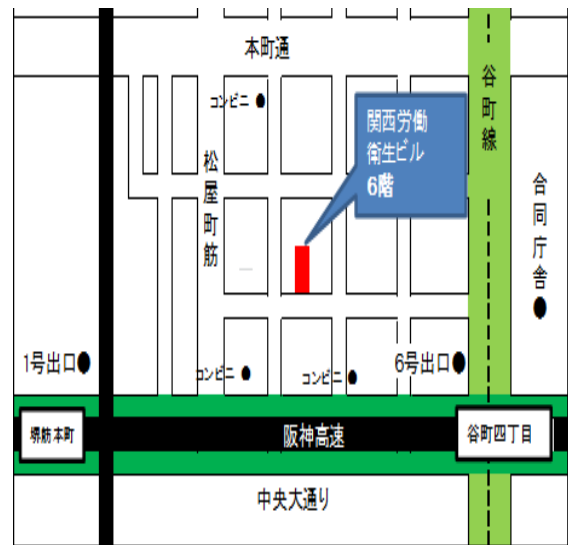 本町通
谷町線
コンビニ
関西労働
衛生ビル
6階
松屋町筋
合同庁舎
1号出口
コンビニ
コンビニ
6号出口
堺筋本町
阪神高速
谷町四丁目
中央大通り